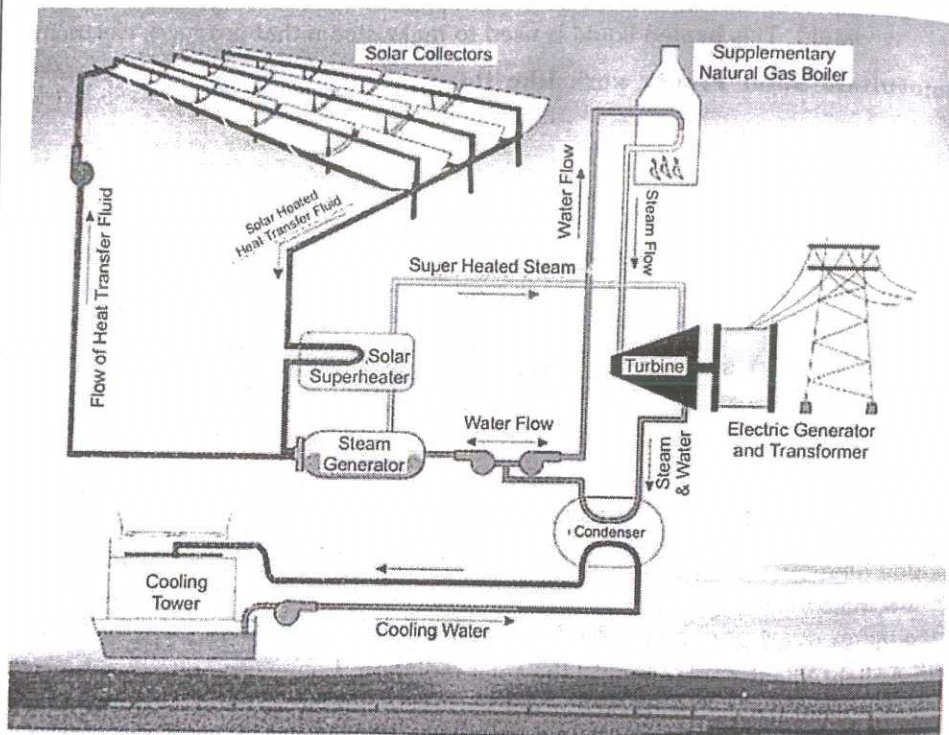 Solar Collectors
Supplementary
Natural Gas Boiler
Solar Heated
Heat Transfer Fluid
Flow of Heat Transfer Fluid
Water Flow
Steam Flow
Super Healed Steam
Solar
Superheater
Turbine
Steam
Generator
Water Flow
Steam
& Water
Electric Generator
and Transformer
Condenser
Cooling
Tower
Cooling Water